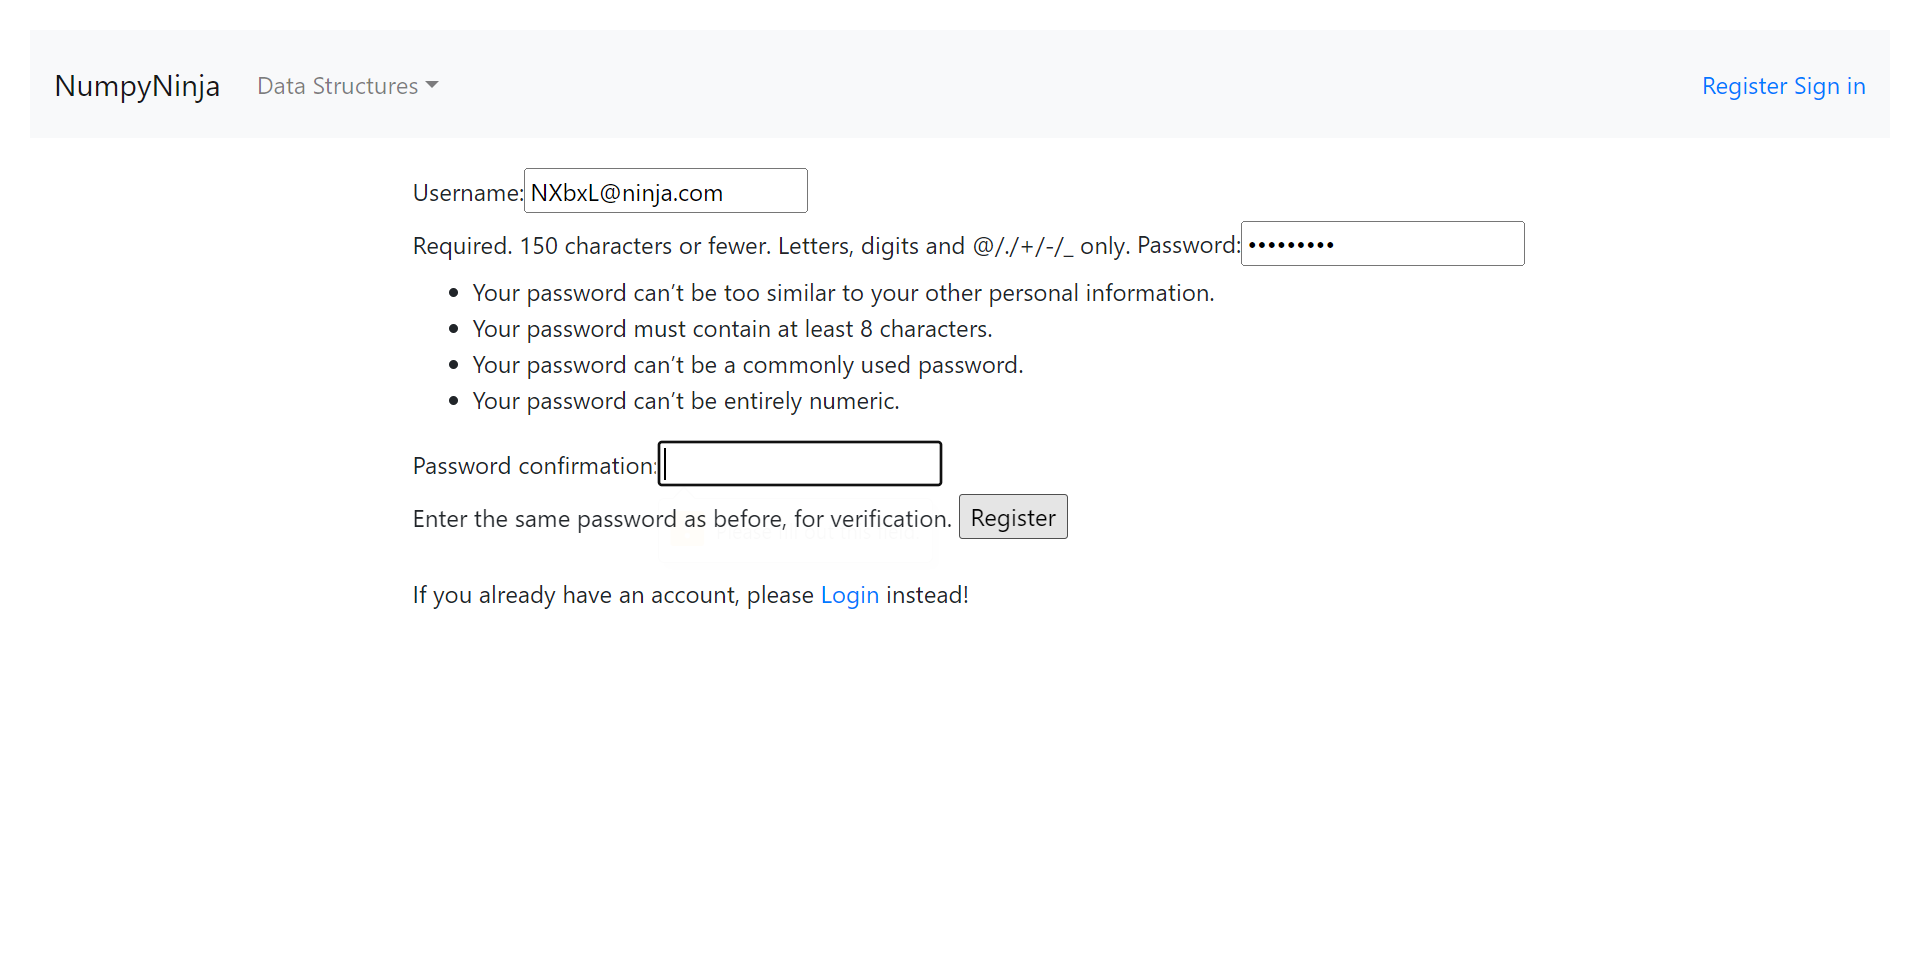 NumpyNinja Data Structures Register Sign in
Username: NXbxL@ninja.com
Required. 150 characters or fewer. Letters, digits and @/./+/-/_ only. Password: •••••••••
• Your password can’t be too similar to your other personal information.
• Your password must contain at least 8 characters.
• Your password can’t be a commonly used password.
• Your password can’t be entirely numeric.
Password confirmation:
Enter the same password as before, for verification. Register
If you already have an account, please Login instead!